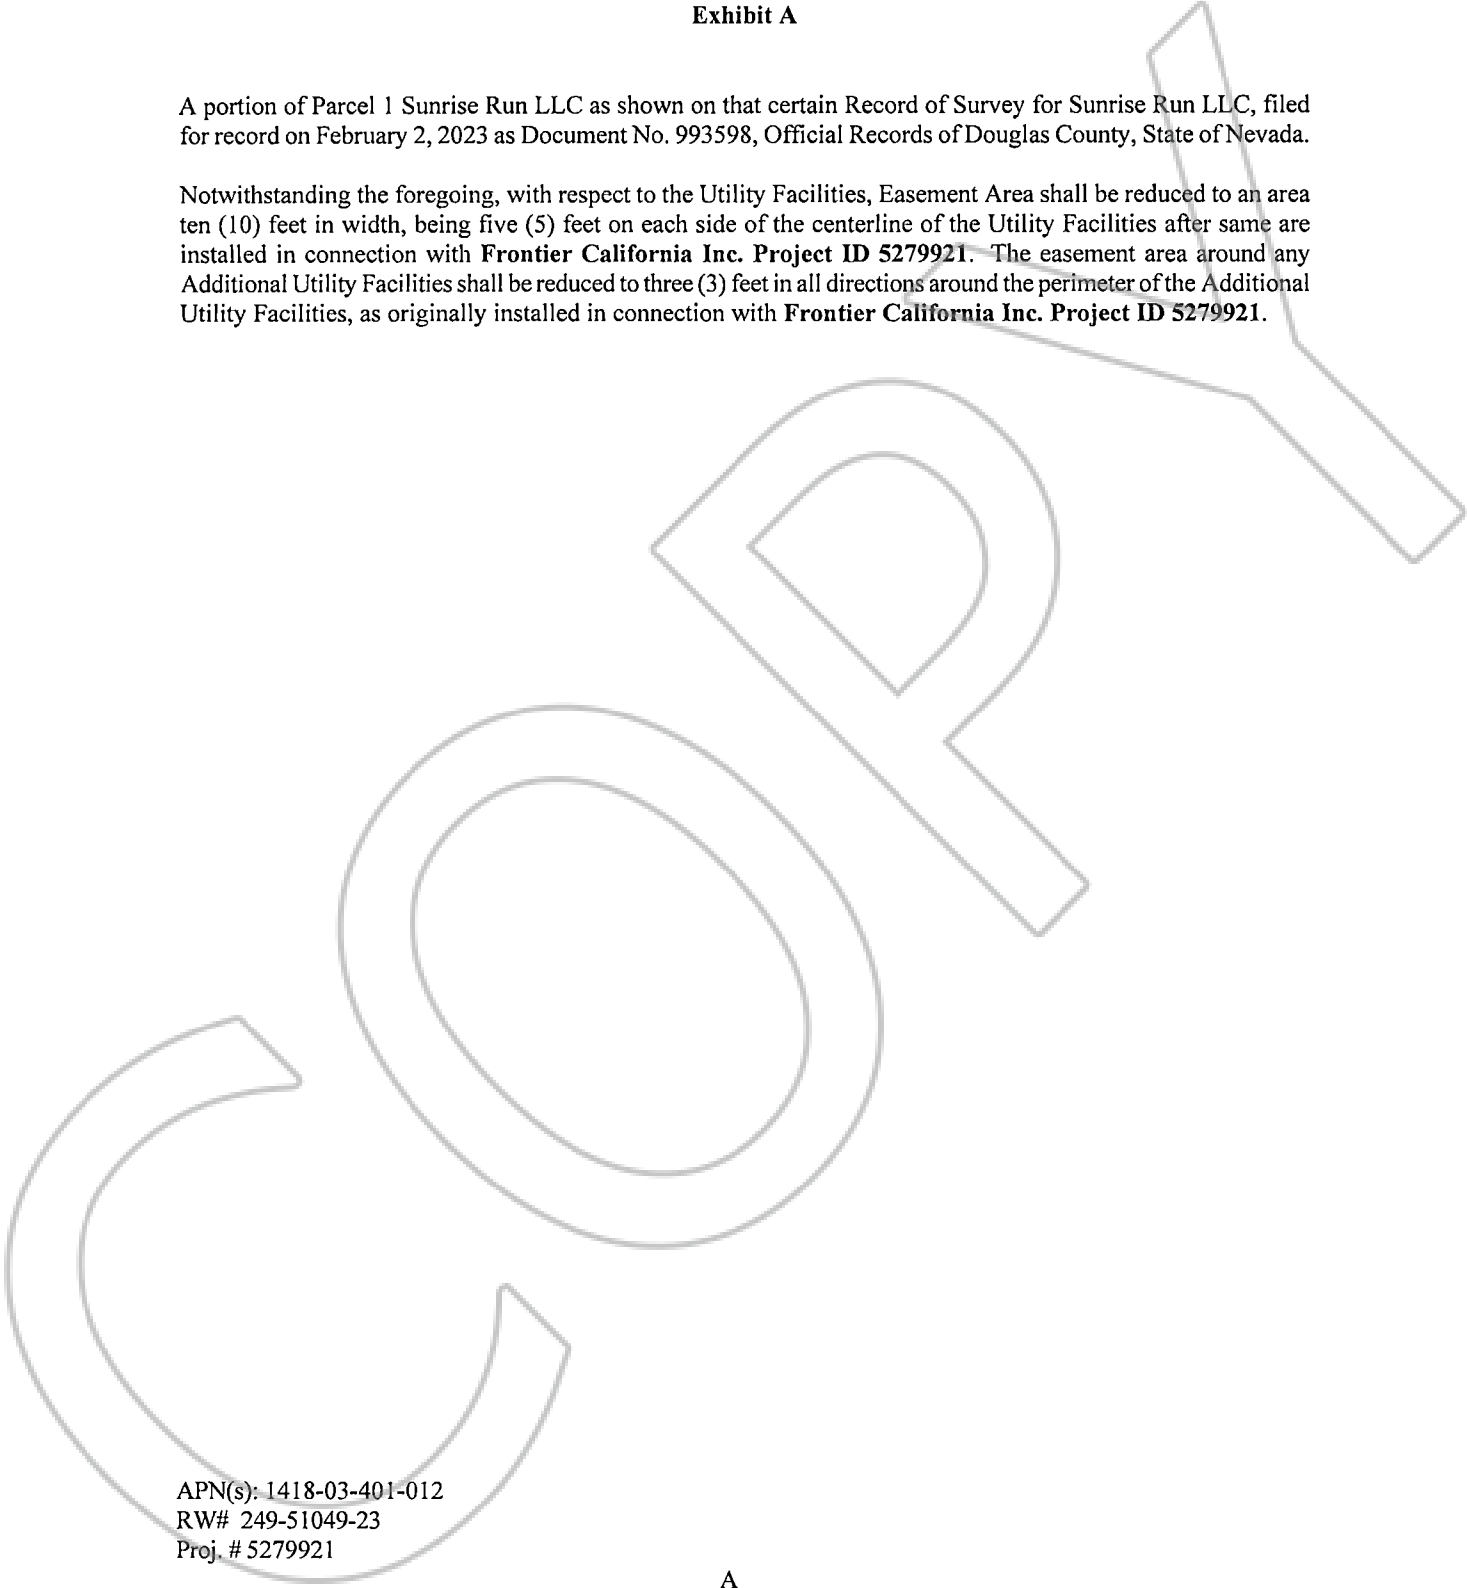 Exhibit A
A portion of Parcel 1 Sunrise Run LLC as shown on that certain Record of Survey for Sunrise Run LLC, filed
for record on February 2, 2023 as Document No. 993598, Official Records of Douglas County, State of Nevada.
Notwithstanding the foregoing, with respect to the Utility Facilities, Easement Area shall be reduced to an area
ten (10) feet in width, being five (5) feet on each side of the centerline of the Utility Facilities after same are
installed in connection with Frontier California Inc. Project ID 5279921. The easement area around any
Additional Utility Facilities shall be reduced to three (3) feet in all directions around the perimeter of the Additional
Utility Facilities, as originally installed in connection with Frontier California Inc. Project ID 5279921.
COPY
APN(s): 1418-03-401-012
RW# 249-51049-23
Proj. # 5279921
A